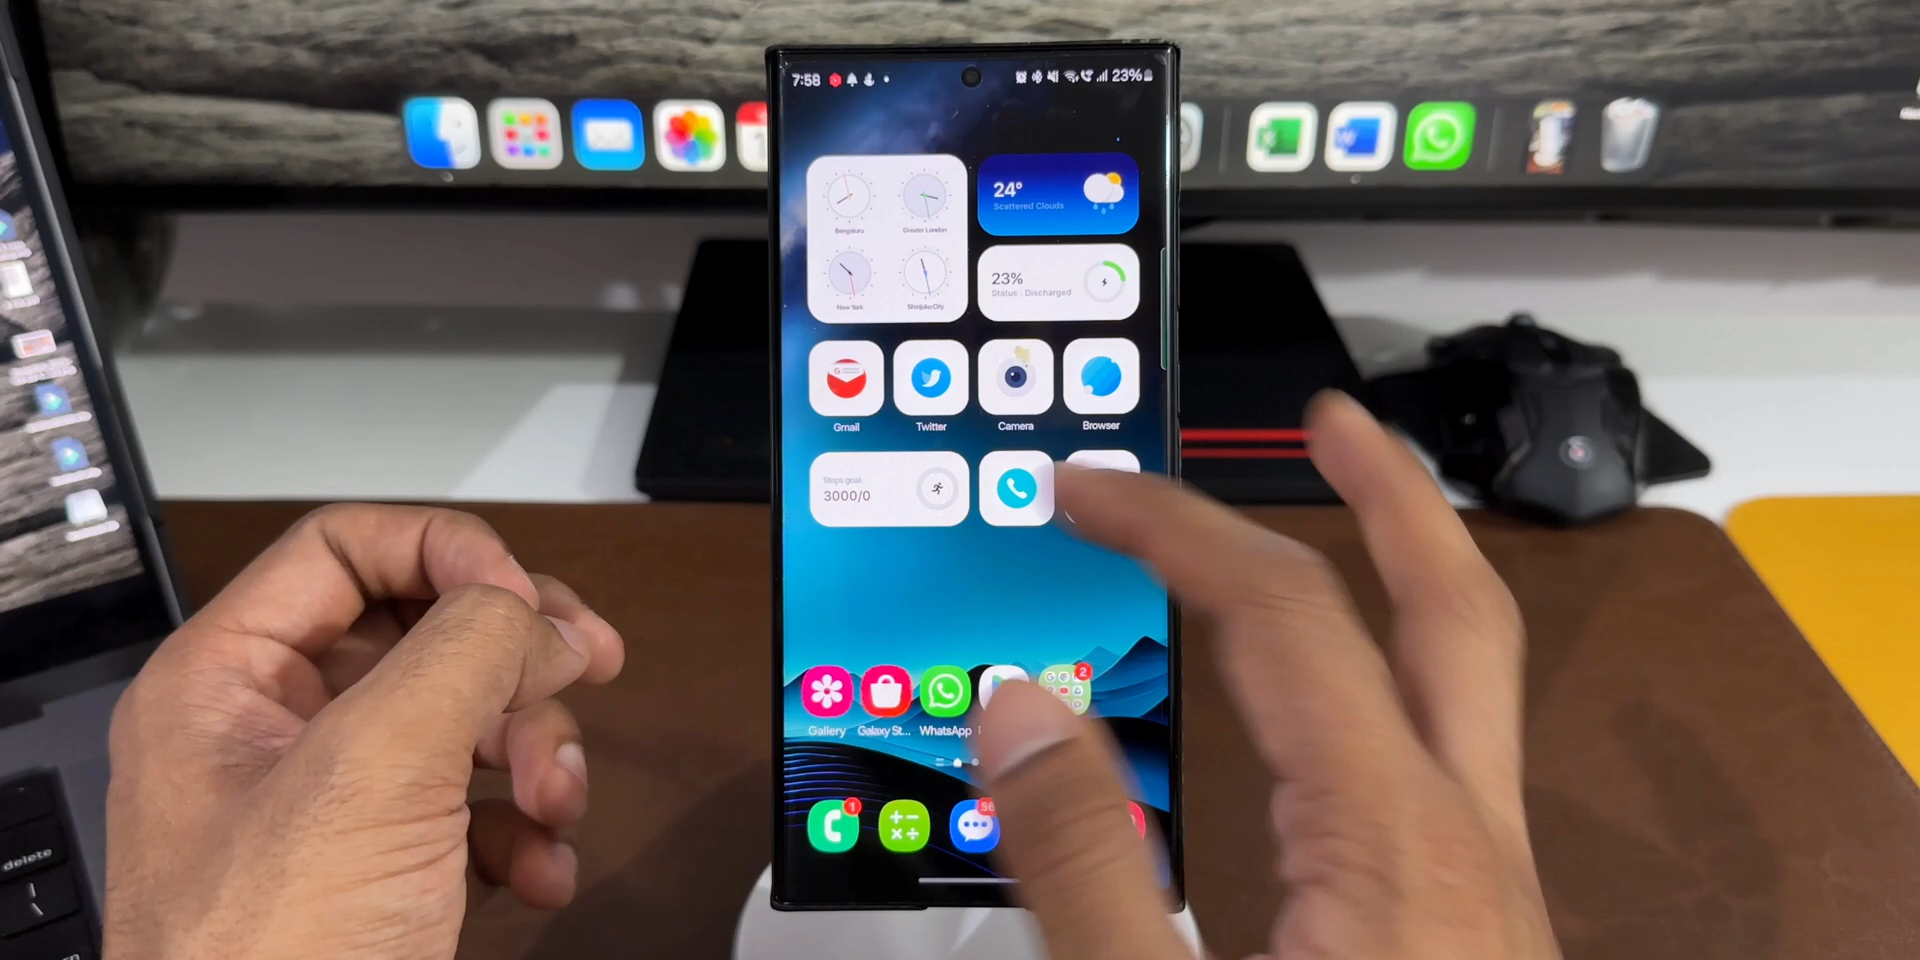 7:58
23%
24°
Scattered Clouds
Bengaluru
Greater London
23%
Status : Discharged
New York
Shinjuku City
Gmail
Twitter
Camera
Browser
Steps goal
3000/0
2
Gallery
Galaxy St...
WhatsApp
1
56
delete